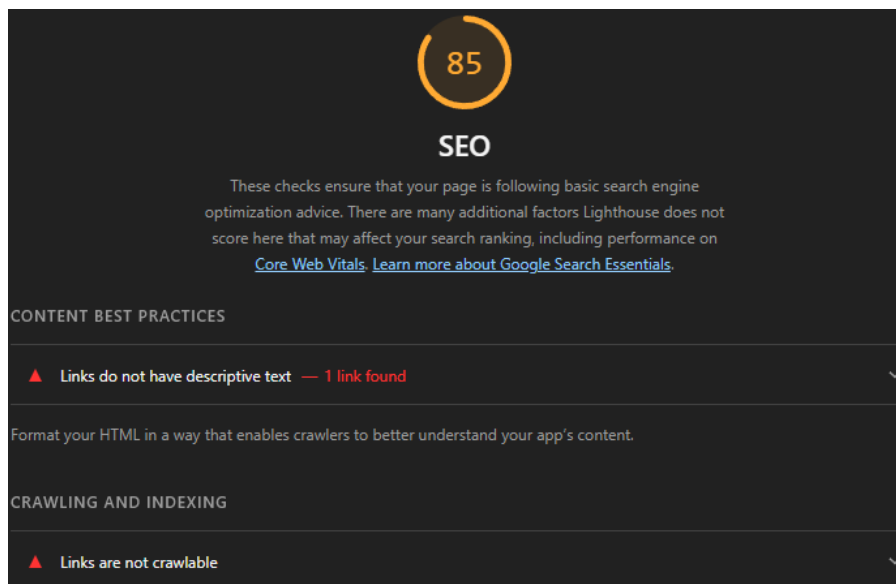 85
SEO
These checks ensure that your page is following basic search engine
optimization advice. There are many additional factors Lighthouse does not
score here that may affect your search ranking, including performance on
Core Web Vitals. Learn more about Google Search Essentials.
CONTENT BEST PRACTICES
Links do not have descriptive text — 1 link found
Format your HTML in a way that enables crawlers to better understand your app’s content.
CRAWLING AND INDEXING
Links are not crawlable